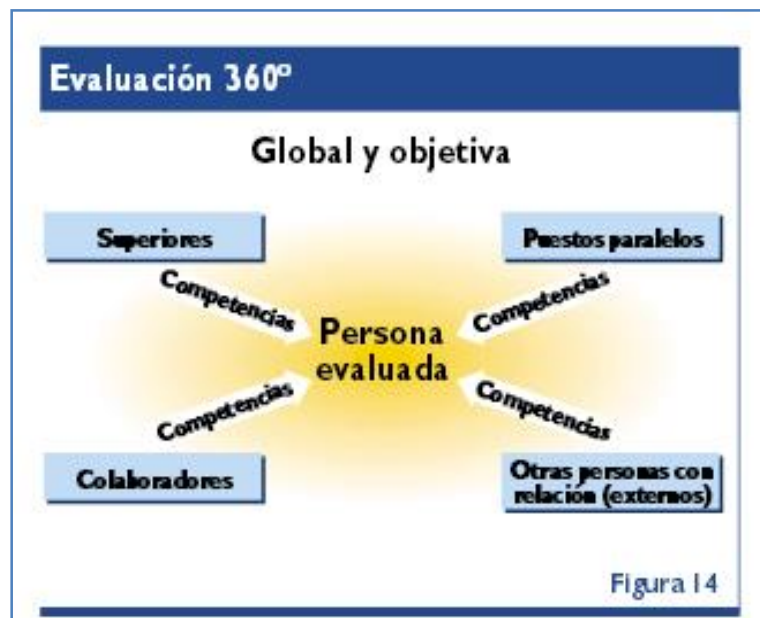 Evaluación 360º
Global y objetiva
Superiores
Puestos paralelos
Competencias
Competencias
Persona
evaluada
Competencias
Competencias
Colaboradores
Otras personas con
relación (externos)
Figura 14